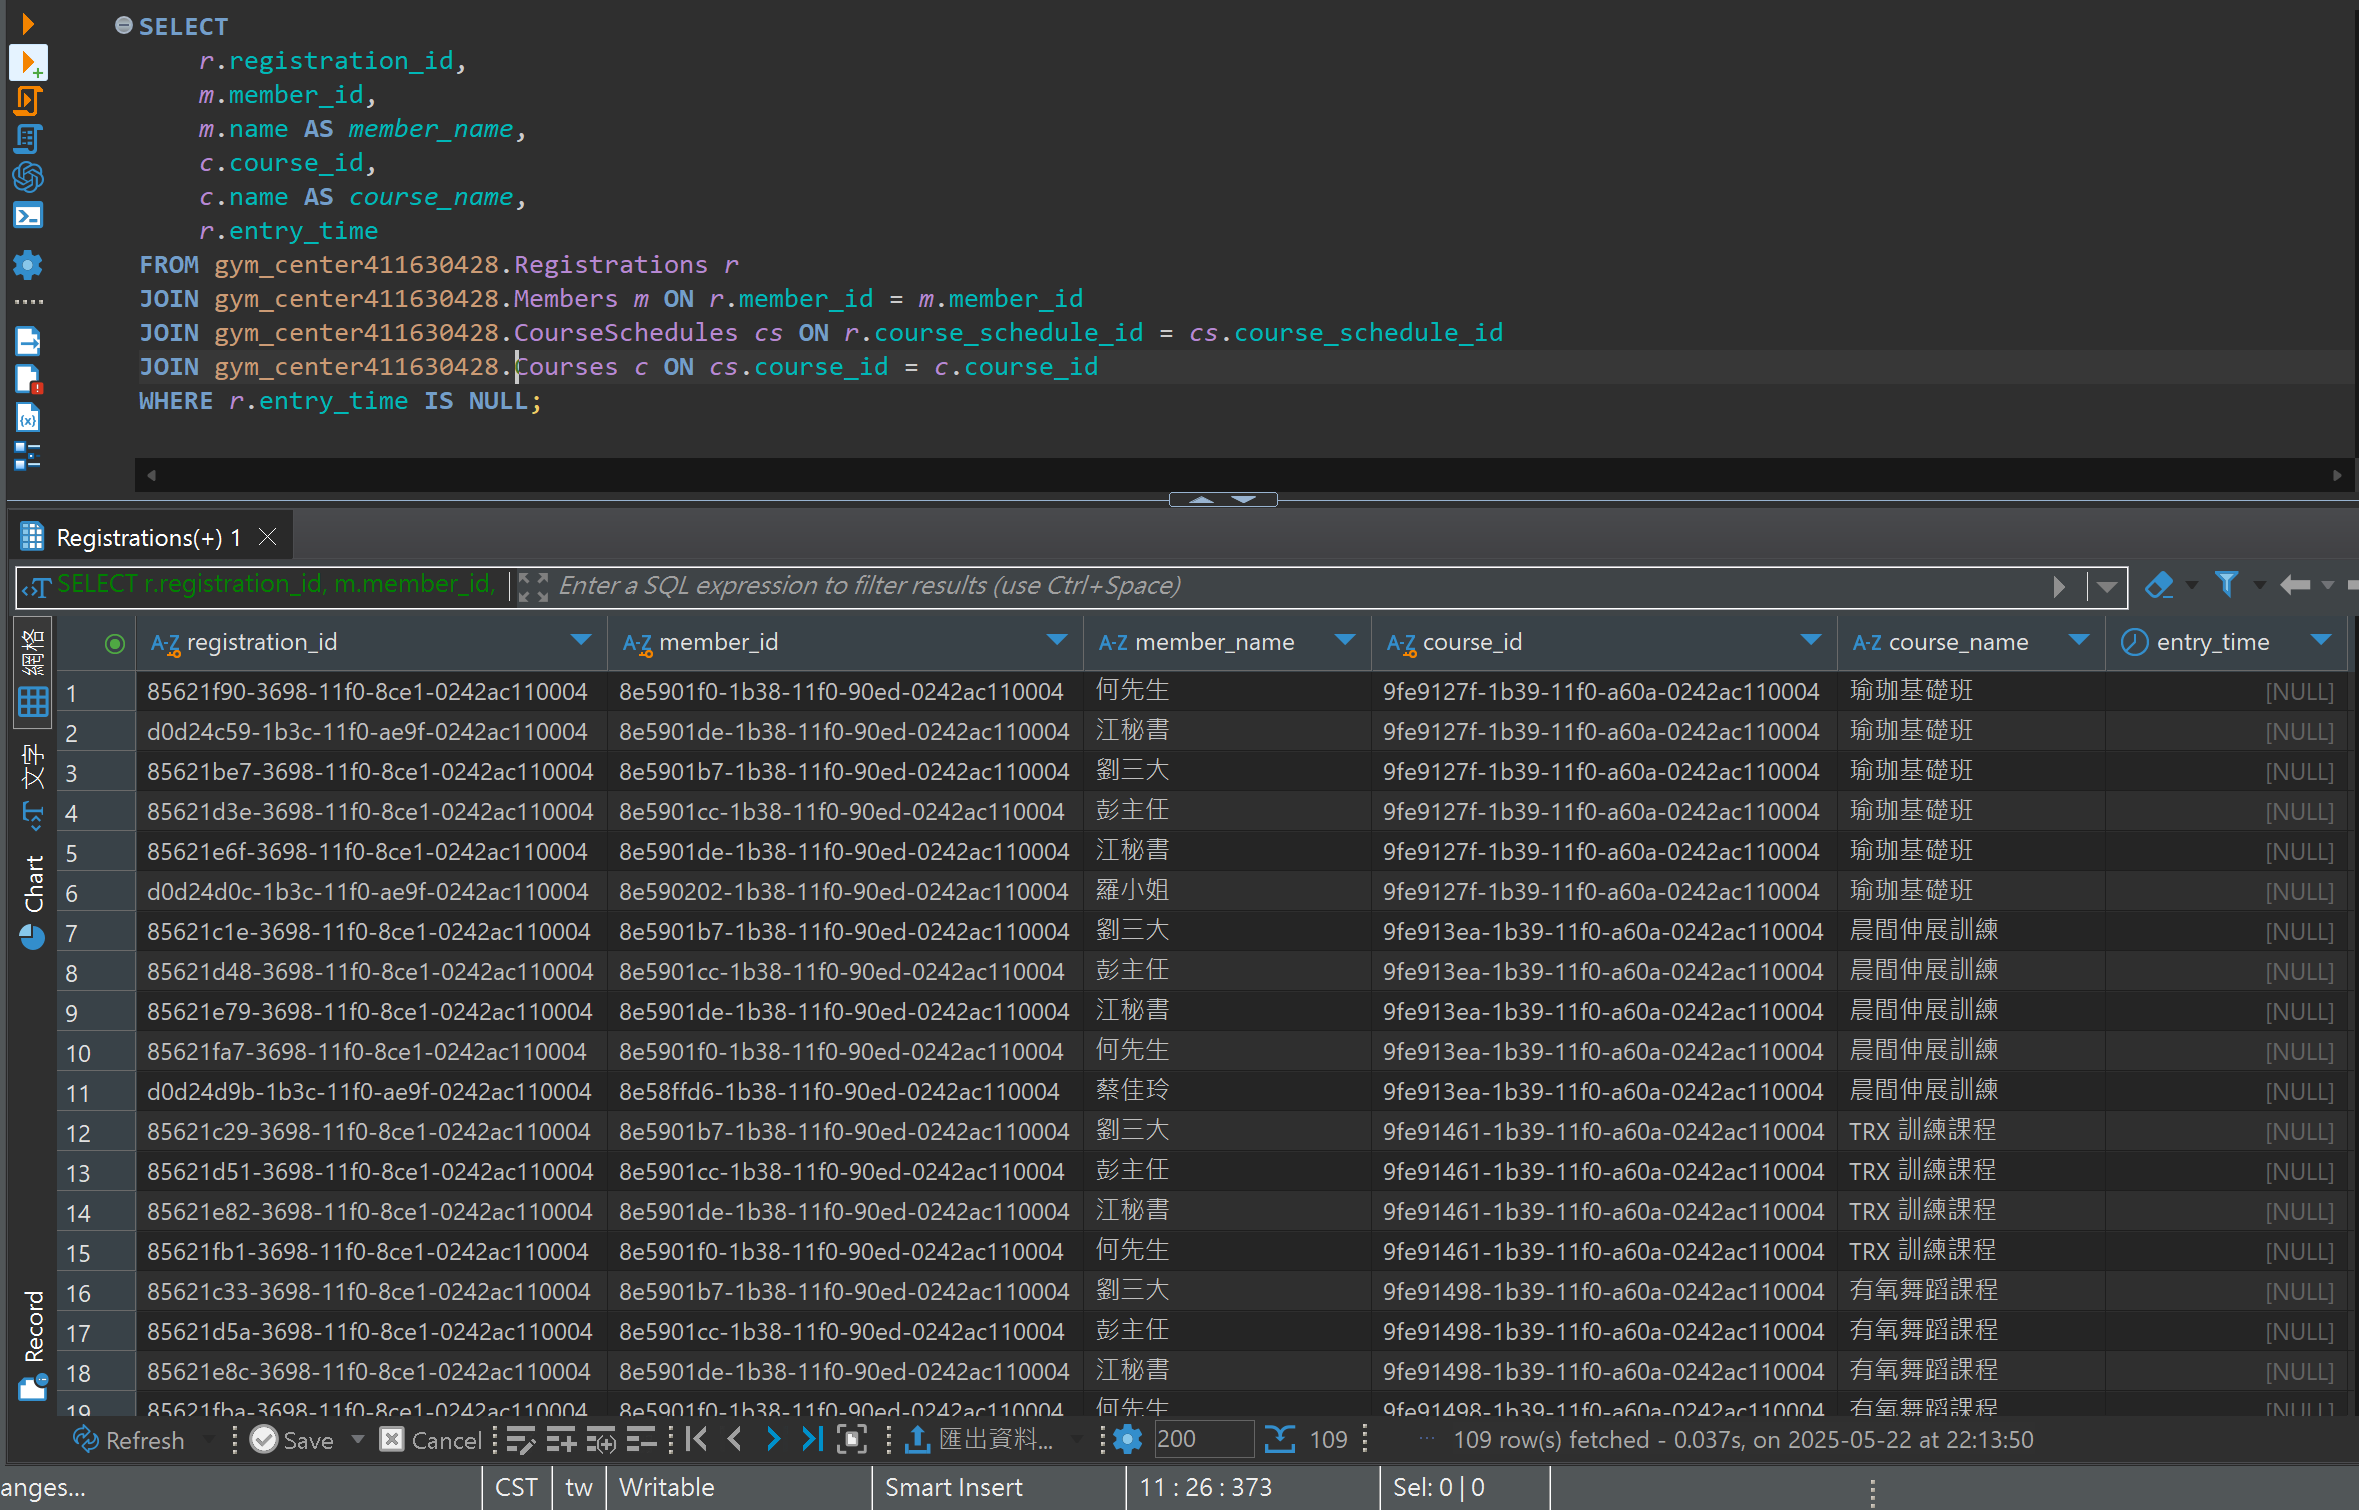 SELECT
r.registration_id,
m.member_id,
m.name AS member_name,
c.course_id,
c.name AS course_name,
r.entry_time
FROM gym_center411630428.Registrations r
JOIN gym_center411630428.Members m ON r.member_id = m.member_id
JOIN gym_center411630428.CourseSchedules cs ON r.course_schedule_id = cs.course_schedule_id
JOIN gym_center411630428.Courses c ON cs.course_id = c.course_id
WHERE r.entry_time IS NULL;
Registrations(+) 1
SELECT r.registration_id, m.member_id, Enter a SQL expression to filter results (use Ctrl+Space)
網格
文字
Chart
Record
registration_id member_id member_name course_id course_name entry_time
1 85621f90-3698-11f0-8ce1-0242ac110004 8e5901f0-1b38-11f0-90ed-0242ac110004 何先生 9fe9127f-1b39-11f0-a60a-0242ac110004 瑜珈基礎班 [NULL]
2 d0d24c59-1b3c-11f0-ae9f-0242ac110004 8e5901de-1b38-11f0-90ed-0242ac110004 江秘書 9fe9127f-1b39-11f0-a60a-0242ac110004 瑜珈基礎班 [NULL]
3 85621be7-3698-11f0-8ce1-0242ac110004 8e5901b7-1b38-11f0-90ed-0242ac110004 劉三大 9fe9127f-1b39-11f0-a60a-0242ac110004 瑜珈基礎班 [NULL]
4 85621d3e-3698-11f0-8ce1-0242ac110004 8e5901cc-1b38-11f0-90ed-0242ac110004 彭主任 9fe9127f-1b39-11f0-a60a-0242ac110004 瑜珈基礎班 [NULL]
5 85621e6f-3698-11f0-8ce1-0242ac110004 8e5901de-1b38-11f0-90ed-0242ac110004 江秘書 9fe9127f-1b39-11f0-a60a-0242ac110004 瑜珈基礎班 [NULL]
6 d0d24d0c-1b3c-11f0-ae9f-0242ac110004 8e590202-1b38-11f0-90ed-0242ac110004 羅小姐 9fe9127f-1b39-11f0-a60a-0242ac110004 瑜珈基礎班 [NULL]
7 85621c1e-3698-11f0-8ce1-0242ac110004 8e5901b7-1b38-11f0-90ed-0242ac110004 劉三大 9fe913ea-1b39-11f0-a60a-0242ac110004 晨間伸展訓練 [NULL]
8 85621d48-3698-11f0-8ce1-0242ac110004 8e5901cc-1b38-11f0-90ed-0242ac110004 彭主任 9fe913ea-1b39-11f0-a60a-0242ac110004 晨間伸展訓練 [NULL]
9 85621e79-3698-11f0-8ce1-0242ac110004 8e5901de-1b38-11f0-90ed-0242ac110004 江秘書 9fe913ea-1b39-11f0-a60a-0242ac110004 晨間伸展訓練 [NULL]
10 85621fa7-3698-11f0-8ce1-0242ac110004 8e5901f0-1b38-11f0-90ed-0242ac110004 何先生 9fe913ea-1b39-11f0-a60a-0242ac110004 晨間伸展訓練 [NULL]
11 d0d24d9b-1b3c-11f0-ae9f-0242ac110004 8e58ffd6-1b38-11f0-90ed-0242ac110004 蔡佳玲 9fe913ea-1b39-11f0-a60a-0242ac110004 晨間伸展訓練 [NULL]
12 85621c29-3698-11f0-8ce1-0242ac110004 8e5901b7-1b38-11f0-90ed-0242ac110004 劉三大 9fe91461-1b39-11f0-a60a-0242ac110004 TRX 訓練課程 [NULL]
13 85621d51-3698-11f0-8ce1-0242ac110004 8e5901cc-1b38-11f0-90ed-0242ac110004 彭主任 9fe91461-1b39-11f0-a60a-0242ac110004 TRX 訓練課程 [NULL]
14 85621e82-3698-11f0-8ce1-0242ac110004 8e5901de-1b38-11f0-90ed-0242ac110004 江秘書 9fe91461-1b39-11f0-a60a-0242ac110004 TRX 訓練課程 [NULL]
15 85621fb1-3698-11f0-8ce1-0242ac110004 8e5901f0-1b38-11f0-90ed-0242ac110004 何先生 9fe91461-1b39-11f0-a60a-0242ac110004 TRX 訓練課程 [NULL]
16 85621c33-3698-11f0-8ce1-0242ac110004 8e5901b7-1b38-11f0-90ed-0242ac110004 劉三大 9fe91498-1b39-11f0-a60a-0242ac110004 有氧舞蹈課程 [NULL]
17 85621d5a-3698-11f0-8ce1-0242ac110004 8e5901cc-1b38-11f0-90ed-0242ac110004 彭主任 9fe91498-1b39-11f0-a60a-0242ac110004 有氧舞蹈課程 [NULL]
18 85621e8c-3698-11f0-8ce1-0242ac110004 8e5901de-1b38-11f0-90ed-0242ac110004 江秘書 9fe91498-1b39-11f0-a60a-0242ac110004 有氧舞蹈課程 [NULL]
19 85621fba-3698-11f0-8ce1-0242ac110004 8e5901f0-1b38-11f0-90ed-0242ac110004 何先生 9fe91498-1b39-11f0-a60a-0242ac110004 有氧舞蹈課程 [NULL]
Refresh Save Cancel 匯出資料... 200 109 ... 109 row(s) fetched - 0.037s, on 2025-05-22 at 22:13:50
anges... CST tw Writable Smart Insert 11 : 26 : 373 Sel: 0 | 0